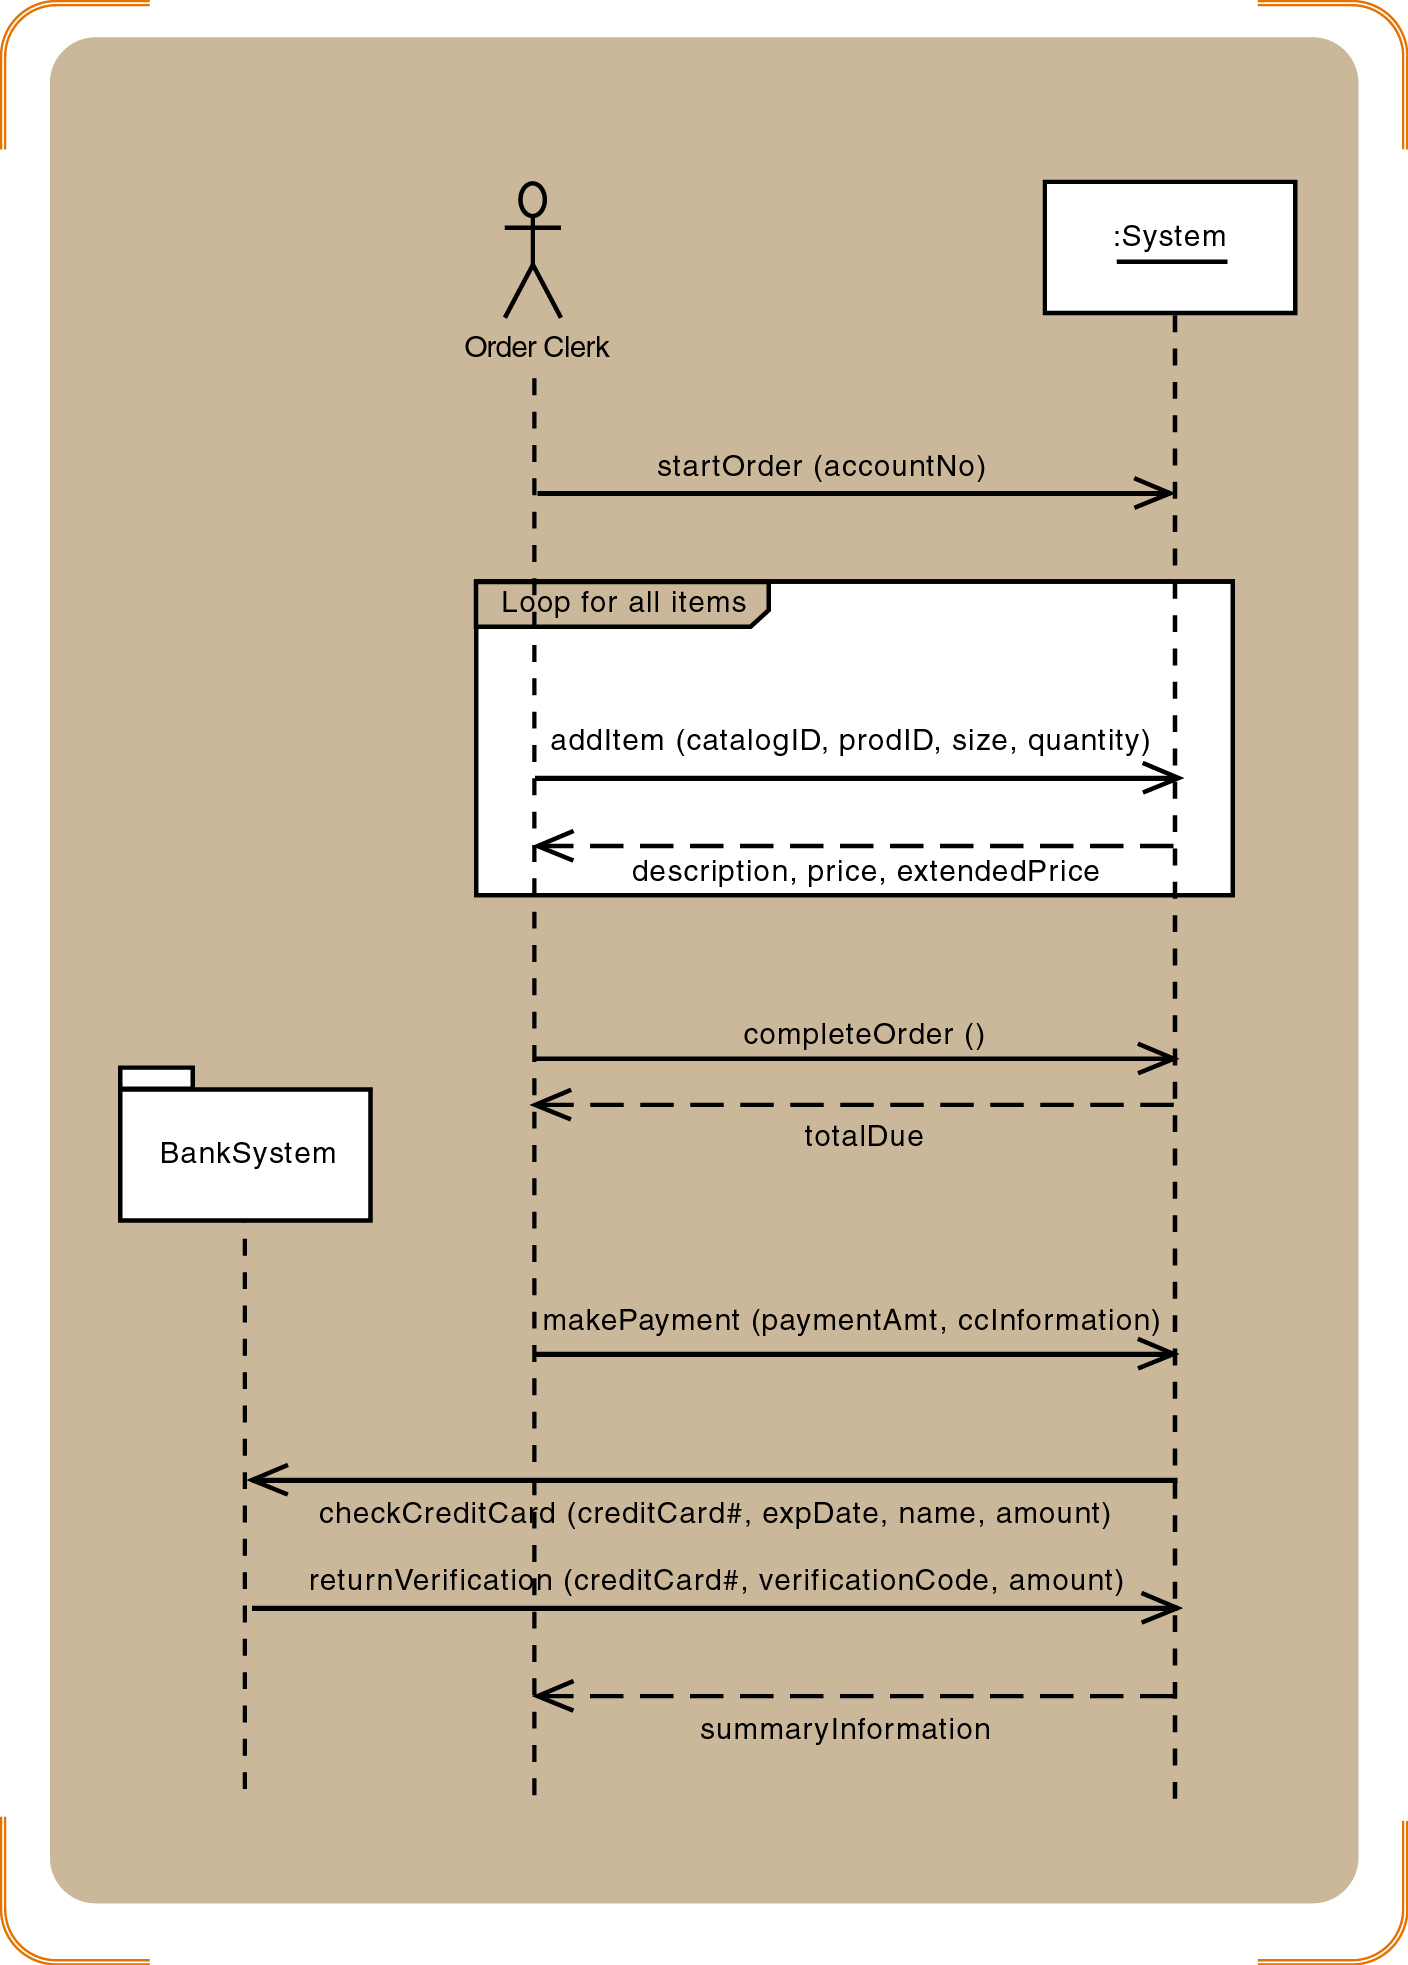 :System
Order Clerk
startOrder (accountNo)
Loop for all items
addItem (catalogID, prodID, size, quantity)
description, price, extendedPrice
completeOrder ()
totalDue
BankSystem
makePayment (paymentAmt, ccInformation)
checkCreditCard (creditCard#, expDate, name, amount)
returnVerification (creditCard#, verificationCode, amount)
summaryInformation